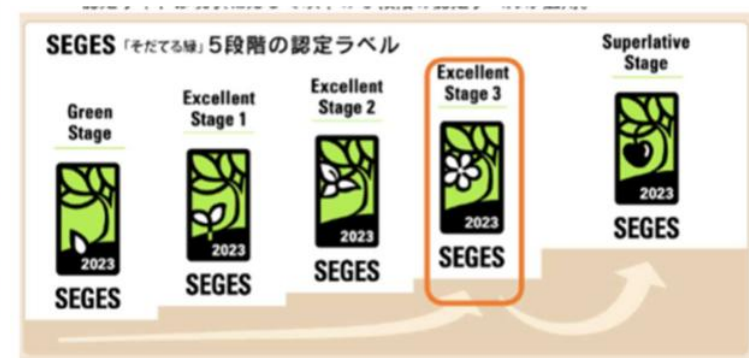 SEGES「そだてる緑」5段階の認定ラベル
Green
Stage
2023
SEGES
Excellent
Stage 1
2023
SEGES
Excellent
Stage 2
2023
SEGES
Excellent
Stage 3
2023
SEGES
Superlative
Stage
2023
SEGES